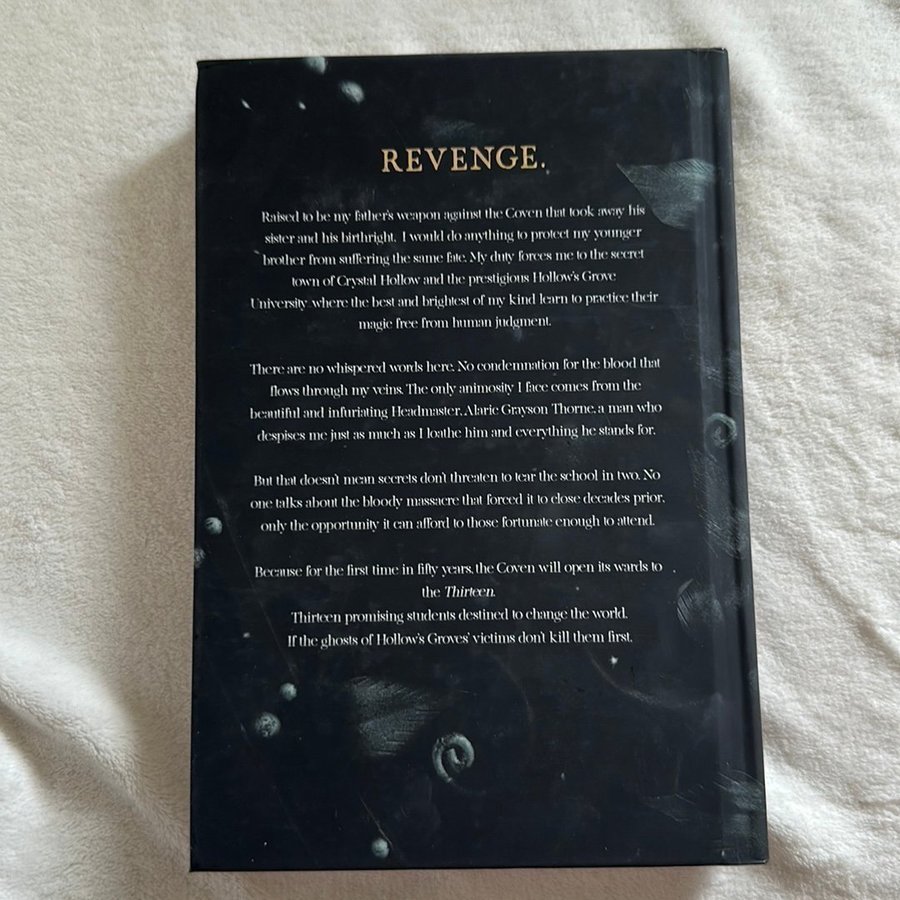 REVENGE.
Raised to be my father's weapon against the Coven that took away his
sister and his birthright. I would do anything to protect my younger
brother from suffering the same fate. My duty forces me to the secret
town of Crystal Hollow and the prestigious Hollow's Grove
University, where the best and brightest of my kind learn to practice their
magic free from human judgment.
There are no whispered words here. No condemnation for the blood that
flows through my veins. The only animosity I face comes from the
beautiful and infuriating Headmaster, Alaric Grayson Thorne, a man who
despises me just as much as I loathe him and everything he stands for.
But that doesn't mean secrets don't threaten to tear the school in two. No
one talks about the bloody massacre that forced it to close decades prior,
only the opportunity it can afford to those fortunate enough to attend.
Because for the first time in fifty years, the Coven will open its wards to
the Thirteen.
Thirteen promising students destined to change the world.
If the ghosts of Hollow's Groves' victims don't kill them first.